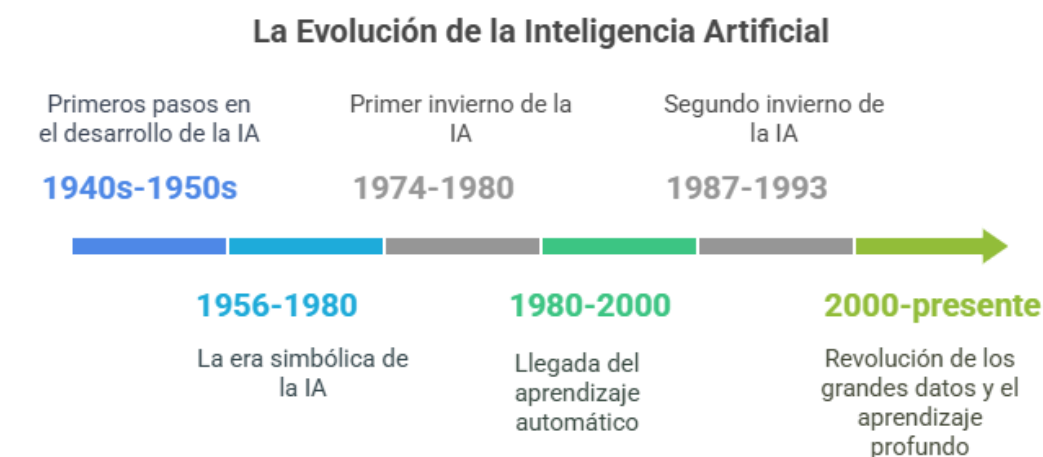 La Evolución de la Inteligencia Artificial
Primeros pasos en
el desarrollo de la IA
1940s-1950s
Primer invierno de la
IA
1974-1980
Segundo invierno de
la IA
1987-1993
1956-1980
La era simbólica de
la IA
1980-2000
Llegada del
aprendizaje
automático
2000-presente
Revolución de los
grandes datos y el
aprendizaje
profundo